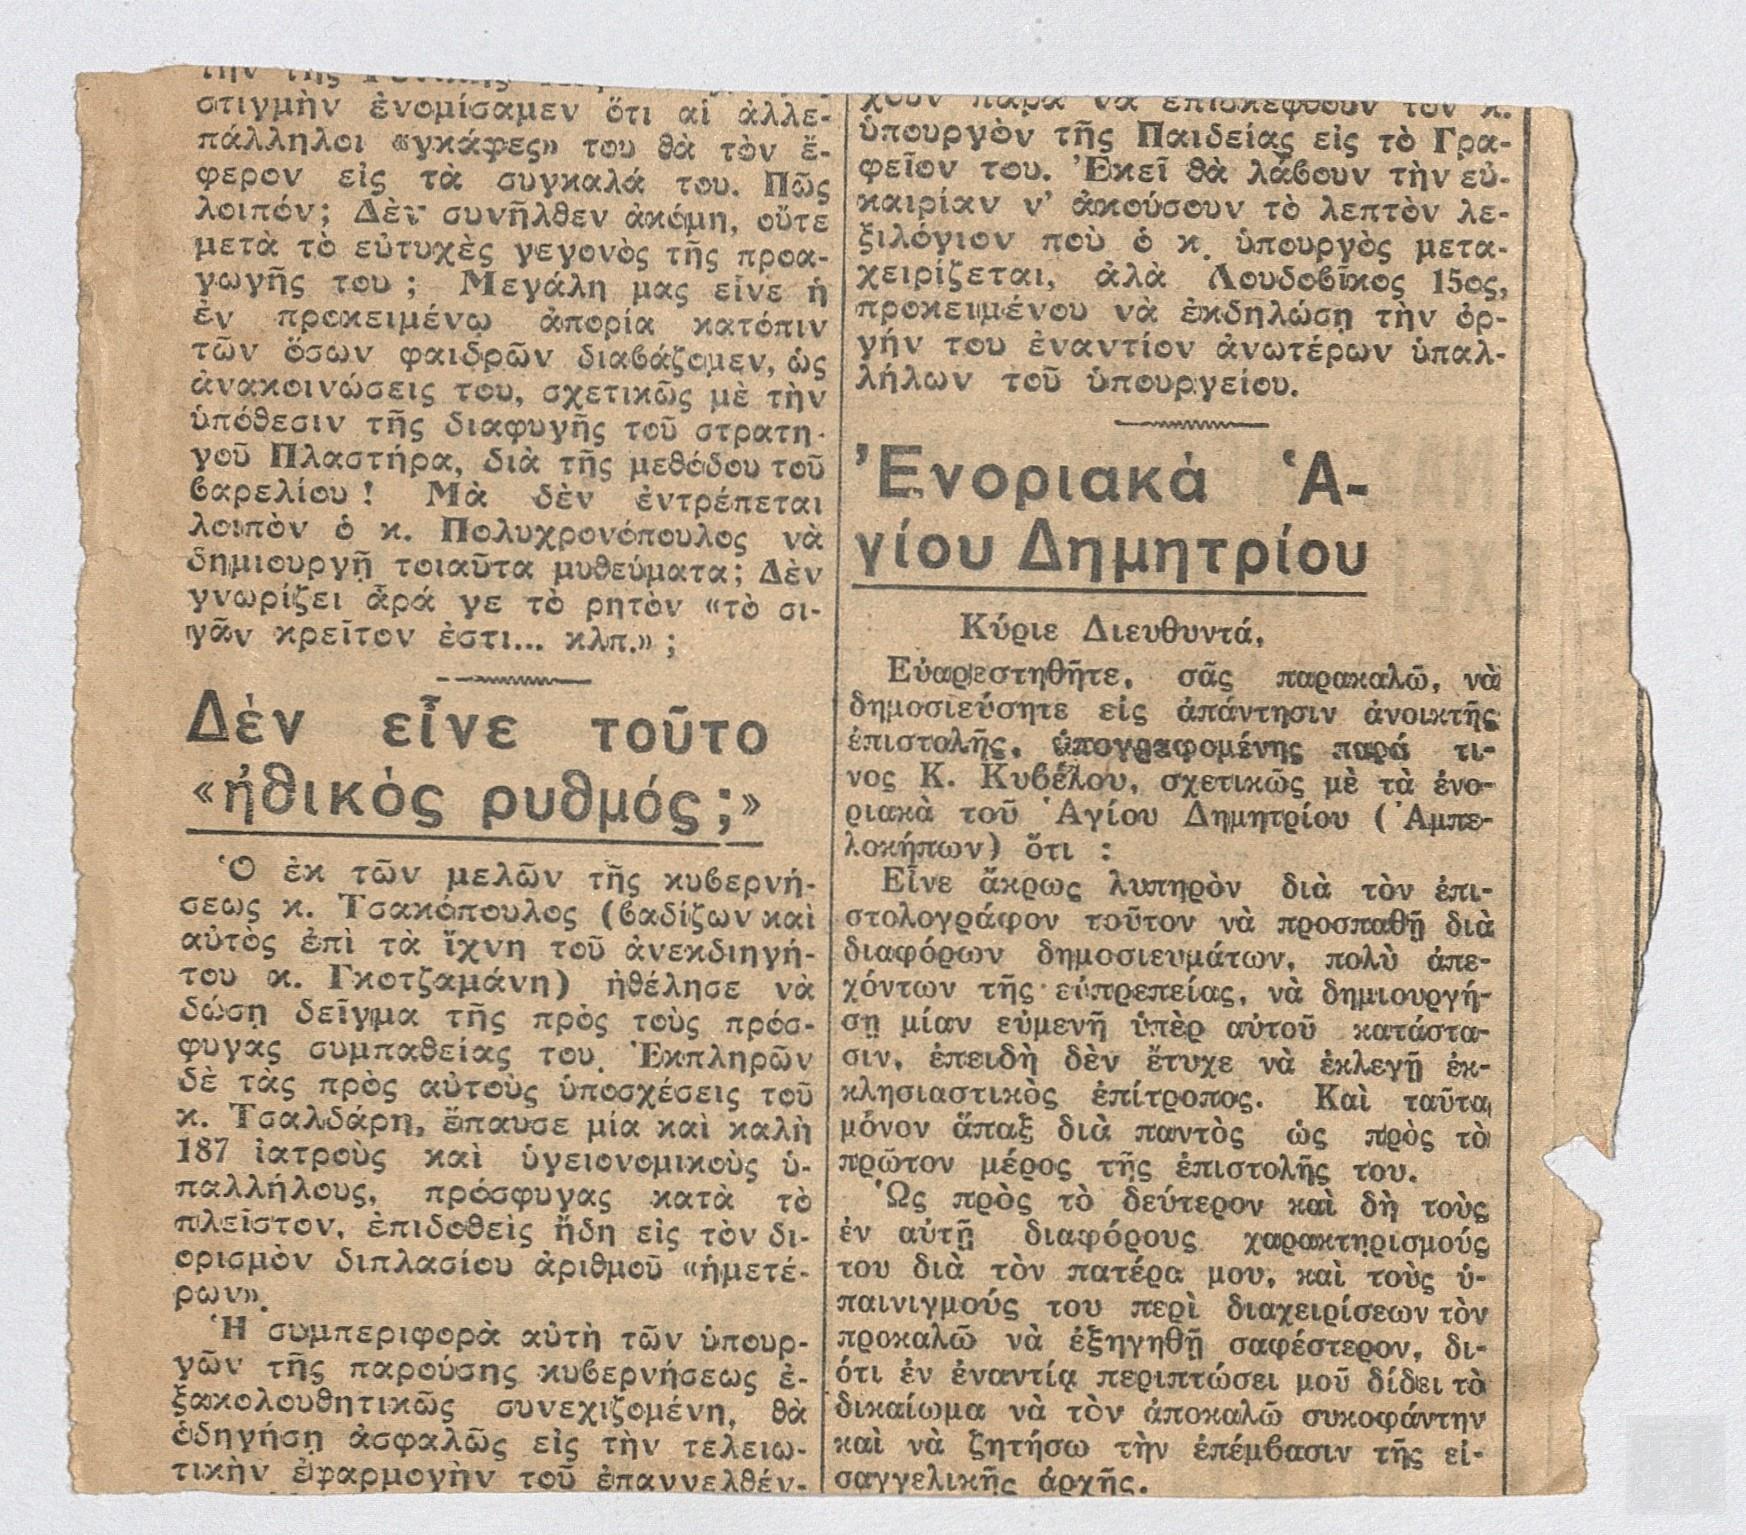 τὴν τῆς
στιγμὴν ἐνομίσαμεν ὅτι αἱ ἀλλε-
πάλληλοι «γκάφες» του θὰ τὸν ἔ-
φερον εἰς τὰ συγκαλά του. Πῶς
λοιπόν; Δὲν συνῆλθεν ἀκόμη, οὔτε
μετὰ τὸ εὐτυχὲς γεγονὸς τῆς προα-
γωγῆς του; Μεγάλη μας εἶνε ἡ
ἐν προκειμένῳ ἀπορία κατόπιν
τῶν ὅσων φαιδρῶν διαβάζομεν, ὡς
ἀνακοινώσεις του, σχετικῶς μὲ τὴν
ὑπόθεσιν τῆς διαφυγῆς τοῦ στρατη-
γοῦ Πλαστήρα, διὰ τῆς μεθόδου τοῦ
βαρελίου! Μὰ δὲν ἐντρέπεται
λοιπὸν ὁ κ. Πολυχρονόπουλος νὰ
δημιουργῇ τοιαῦτα μυθεύματα; Δὲν
γνωρίζει ἆρά γε τὸ ρητὸν «τὸ σι-
γᾶν κρεῖτον ἐστι... κλπ.»;
Δὲν εἶνε τοῦτο
«ἠθικὸς ρυθμός;»
Ὁ ἐκ τῶν μελῶν τῆς κυβερνή-
σεως κ. Τσακόπουλος (βαδίζων καὶ
αὐτὸς ἐπὶ τὰ ἴχνη τοῦ ἀνεκδιηγή-
του κ. Γκοτζαμάνη) ἠθέλησε νὰ
δώσῃ δεῖγμα τῆς πρὸς τοὺς πρόσ-
φυγας συμπαθείας του. Ἐκπληρῶν
δὲ τὰς πρὸς αὐτοὺς ὑποσχέσεις τοῦ
κ. Τσαλδάρη, ἔπαυσε μία καὶ καλὴ
187 ἰατροὺς καὶ ὑγειονομικοὺς ὑ-
παλλήλους, πρόσφυγας κατὰ τὸ
πλεῖστον, ἐπιδοθεὶς ἤδη εἰς τὸν δι-
ορισμὸν διπλασίου ἀριθμοῦ «ἡμετέ-
ρων».
Ἡ συμπεριφορὰ αὐτὴ τῶν ὑπουρ-
γῶν τῆς παρούσης κυβερνήσεως ἐ-
ξακολουθητικῶς συνεχιζομένη, θὰ
ὁδηγήσῃ ἀσφαλῶς εἰς τὴν τελειω-
τικὴν ἐφαρμογὴν τοῦ ἐπαννελθέν-
χουν παρὰ νὰ ἐπισκεφθοῦν τὸν κ.
ὑπουργὸν τῆς Παιδείας εἰς τὸ Γρα-
φεῖον του. Ἐκεῖ θὰ λάβουν τὴν εὐ-
καιρίαν ν' ἀκούσουν τὸ λεπτὸν λε-
ξιλόγιον ποὺ ὁ κ. ὑπουργὸς μετα-
χειρίζεται, ἀλὰ Λουδοβῖκος 15ος,
προκειμένου νὰ ἐκδηλώσῃ τὴν ὀρ-
γήν του ἐναντίον ἀνωτέρων ὑπαλ-
λήλων τοῦ ὑπουργείου.
Ἐνοριακὰ Ἁ-
γίου Δημητρίου
Κύριε Διευθυντά,
Εὐαρεστηθῆτε, σᾶς παρακαλῶ, νὰ
δημοσιεύσητε εἰς ἀπάντησιν ἀνοικτῆς
ἐπιστολῆς, ὑπογραφομένης παρά τι-
νος Κ. Κυβέλου, σχετικῶς μὲ τὰ ἐνο-
ριακὰ τοῦ Ἁγίου Δημητρίου (Ἀμπε-
λοκήπων) ὅτι :
Εἶνε ἄκρως λυπηρὸν διὰ τὸν ἐπι-
στολογράφον τοῦτον νὰ προσπαθῇ διὰ
διαφόρων δημοσιευμάτων, πολὺ ἀπε-
χόντων τῆς εὐπρεπείας, νὰ δημιουργή-
σῃ μίαν εὐμενῆ ὑπὲρ αὐτοῦ κατάστα-
σιν, ἐπειδὴ δὲν ἔτυχε νὰ ἐκλεγῇ ἐκ-
κλησιαστικὸς ἐπίτροπος. Καὶ ταῦτα
μόνον ἅπαξ διὰ παντὸς ὡς πρὸς τὸ
πρῶτον μέρος τῆς ἐπιστολῆς του.
Ὡς πρὸς τὸ δεύτερον καὶ δὴ τοὺς
ἐν αὐτῇ διαφόρους χαρακτηρισμούς
του διὰ τὸν πατέρα μου, καὶ τοὺς ὑ-
παινιγμούς του περὶ διαχειρίσεων τὸν
προκαλῶ νὰ ἐξηγηθῇ σαφέστερον, δι-
ότι ἐν ἐναντίᾳ περιπτώσει μοῦ δίδει τὸ
δικαίωμα νὰ τὸν ἀποκαλῶ συκοφάντην
καὶ νὰ ζητήσω τὴν ἐπέμβασιν τῆς εἰ-
σαγγελικῆς ἀρχῆς.